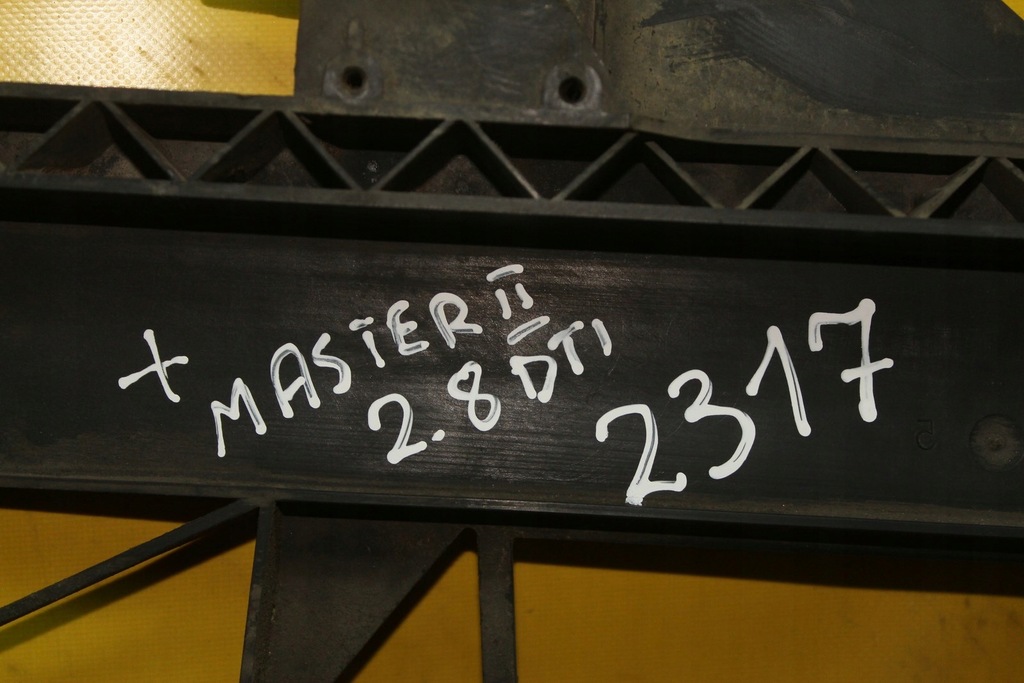 + MASTER II
2.8 DTI
2317